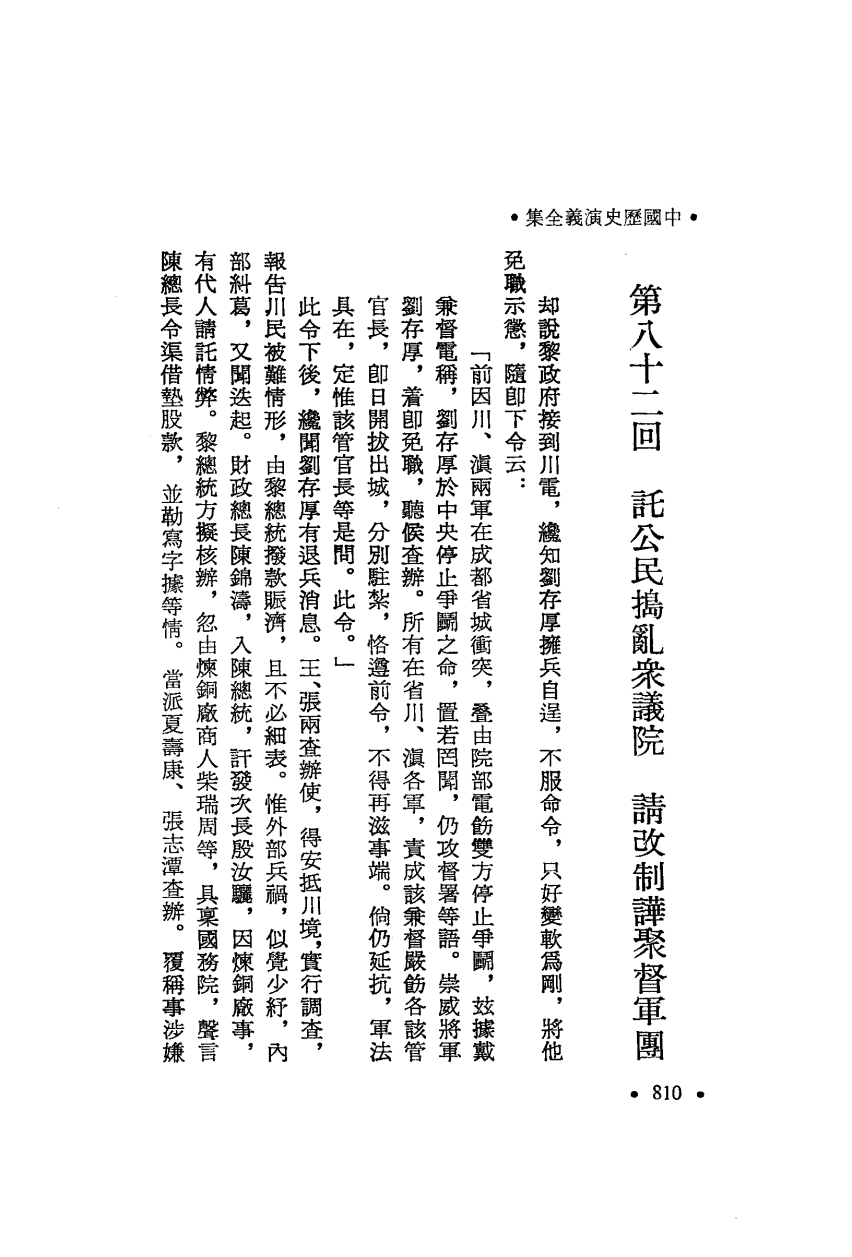 •中國歷史演義全集•
第八十二回　託公民搗亂衆議院　請改制譁聚督軍團
却說黎政府接到川電，纔知劉存厚擁兵自逞，不服命令，只好變軟爲剛，將他
免職示懲，隨卽下令云：
「前因川、滇兩軍在成都省城衝突，疊由院部電飭雙方停止爭鬭，玆據戴
兼督電稱，劉存厚於中央停止爭鬭之命，置若罔聞，仍攻督署等語。崇威將軍
劉存厚，着卽免職，聽候查辦。所有在省川、滇各軍，責成該兼督嚴飭各該管
官長，卽日開拔出城，分別駐紮，恪遵前令，不得再滋事端。倘仍延抗，軍法
具在，定惟該管官長等是問。此令。」
此令下後，纔聞劉存厚有退兵消息。王、張兩查辦使，得安抵川境，實行調查，
報告川民被難情形，由黎總統撥款賑濟，且不必細表。惟外部兵禍，似覺少紓，內
部糾葛，又聞迭起。財政總長陳錦濤，入陳總統，訐發次長殷汝驪，因煉銅廠事，
有代人請託情弊。黎總統方擬核辦，忽由煉銅廠商人柴瑞周等，具稟國務院，聲言
陳總長令渠借墊股款，並勒寫字據等情。當派夏壽康、張志潭查辦。覆稱事涉嫌
•810•